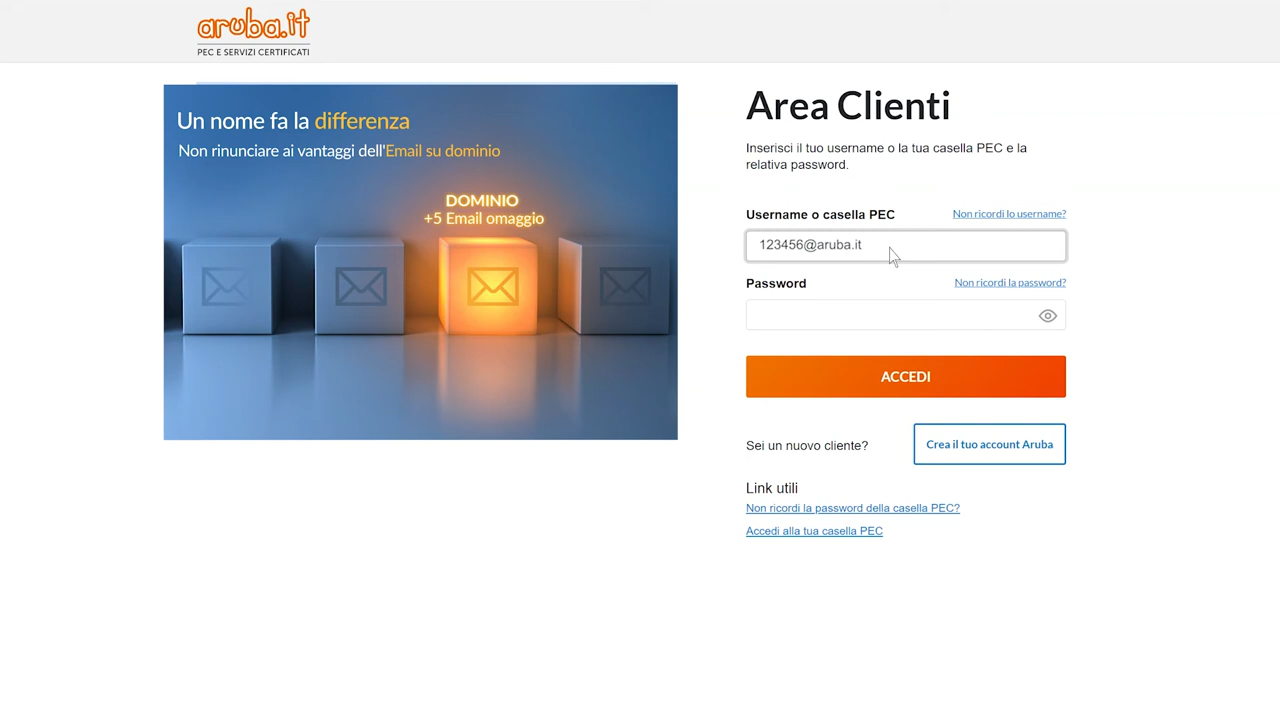 aruba.it
PEC E SERVIZI CERTIFICATI
Un nome fa la differenza
Non rinunciare ai vantaggi dell'Email su dominio
DOMINIO
+5 Email omaggio
Area Clienti
Inserisci il tuo username o la tua casella PEC e la
relativa password.
Username o casella PEC
Non ricordi lo username?
123456@aruba.it
Password
Non ricordi la password?
ACCEDI
Sei un nuovo cliente?
Crea il tuo account Aruba
Link utili
Non ricordi la password della casella PEC?
Accedi alla tua casella PEC